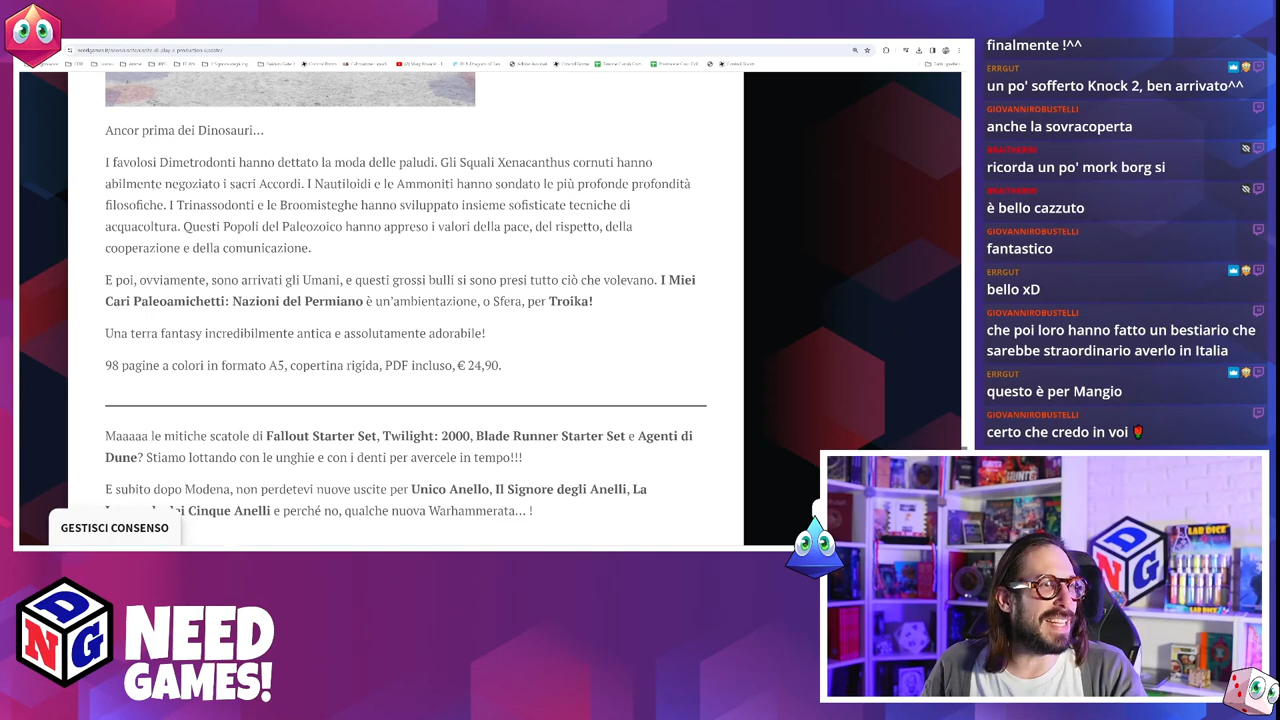 needgames.it/
Ancor prima dei Dinosauri…
I favolosi Dimetrodonti hanno dettato la moda delle paludi. Gli Squali Xenacanthus cornuti hanno
abilmente negoziato i sacri Accordi. I Nautiloidi e le Ammoniti hanno sondato le più profonde profondità
filosofiche. I Trinassodonti e le Broomisteghe hanno sviluppato insieme sofisticate tecniche di
acquacoltura. Questi Popoli del Paleozoico hanno appreso i valori della pace, del rispetto, della
cooperazione e della comunicazione.
E poi, ovviamente, sono arrivati gli Umani, e questi grossi bulli si sono presi tutto ciò che volevano. I Miei
Cari Paleoamichetti: Nazioni del Permiano è un'ambientazione, o Sfera, per Troika!
Una terra fantasy incredibilmente antica e assolutamente adorabile!
98 pagine a colori in formato A5, copertina rigida, PDF incluso, € 24,90.
Maaaaa le mitiche scatole di Fallout Starter Set, Twilight: 2000, Blade Runner Starter Set e Agenti di
Dune? Stiamo lottando con le unghie e con i denti per avercele in tempo!!!
E subito dopo Modena, non perdetevi nuove uscite per Unico Anello, Il Signore degli Anelli, La
Cinque Anelli e perché no, qualche nuova Warhammerata… !
GESTISCI CONSENSO
finalmente !^^
ERRGUT
un po' sofferto Knock 2, ben arrivato^^
GIOVANNIROBUSTELLI
anche la sovracoperta
ricorda un po' mork borg si
è bello cazzuto
GIOVANNIROBUSTELLI
fantastico
ERRGUT
bello xD
GIOVANNIROBUSTELLI
che poi loro hanno fatto un bestiario che
sarebbe straordinario averlo in Italia
ERRGUT
questo è per Mangio
GIOVANNIROBUSTELLI
certo che credo in voi
D
N G
NEED
GAMES!
D
N G
LAB DICE